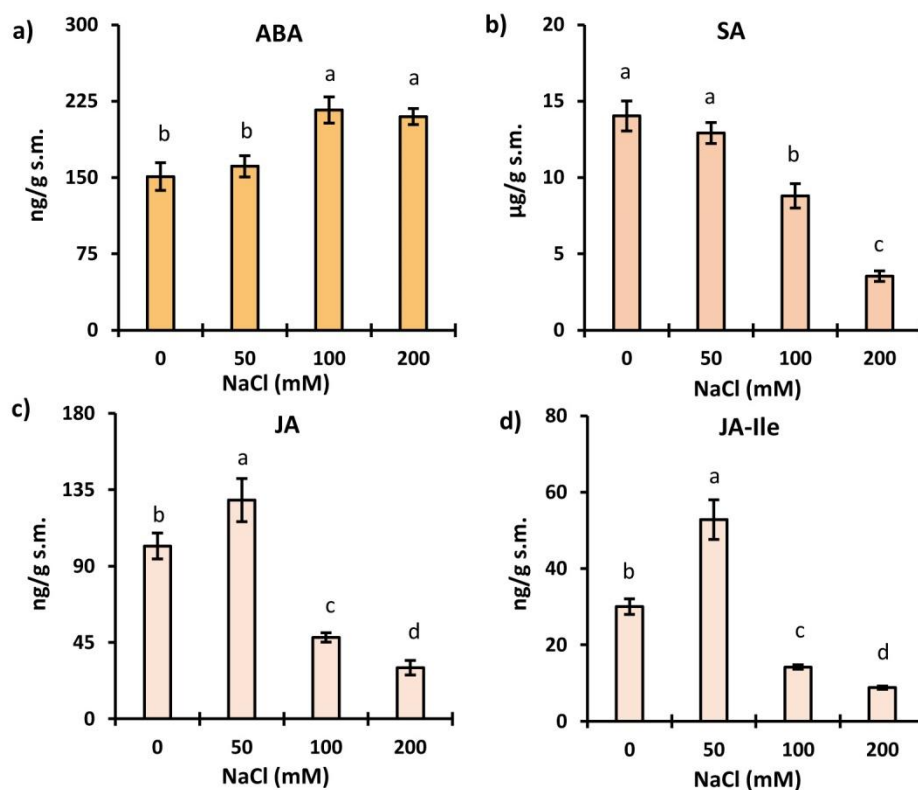 a)
ABA
300
225
150
75
0
ng/g s.m.
b
b
a
a
0 50 100 200
NaCl (mM)
b)
SA
20
15
10
5
0
µg/g s.m.
a
a
b
c
0 50 100 200
NaCl (mM)
c)
JA
180
135
90
45
0
ng/g s.m.
b
a
c
d
0 50 100 200
NaCl (mM)
d)
JA-Ile
80
60
40
20
0
ng/g s.m.
b
a
c
d
0 50 100 200
NaCl (mM)